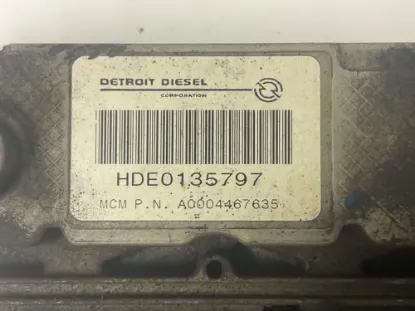 DETROIT DIESEL
CORPORATION
HDE0135797
MCM P.N. A0004467635
#